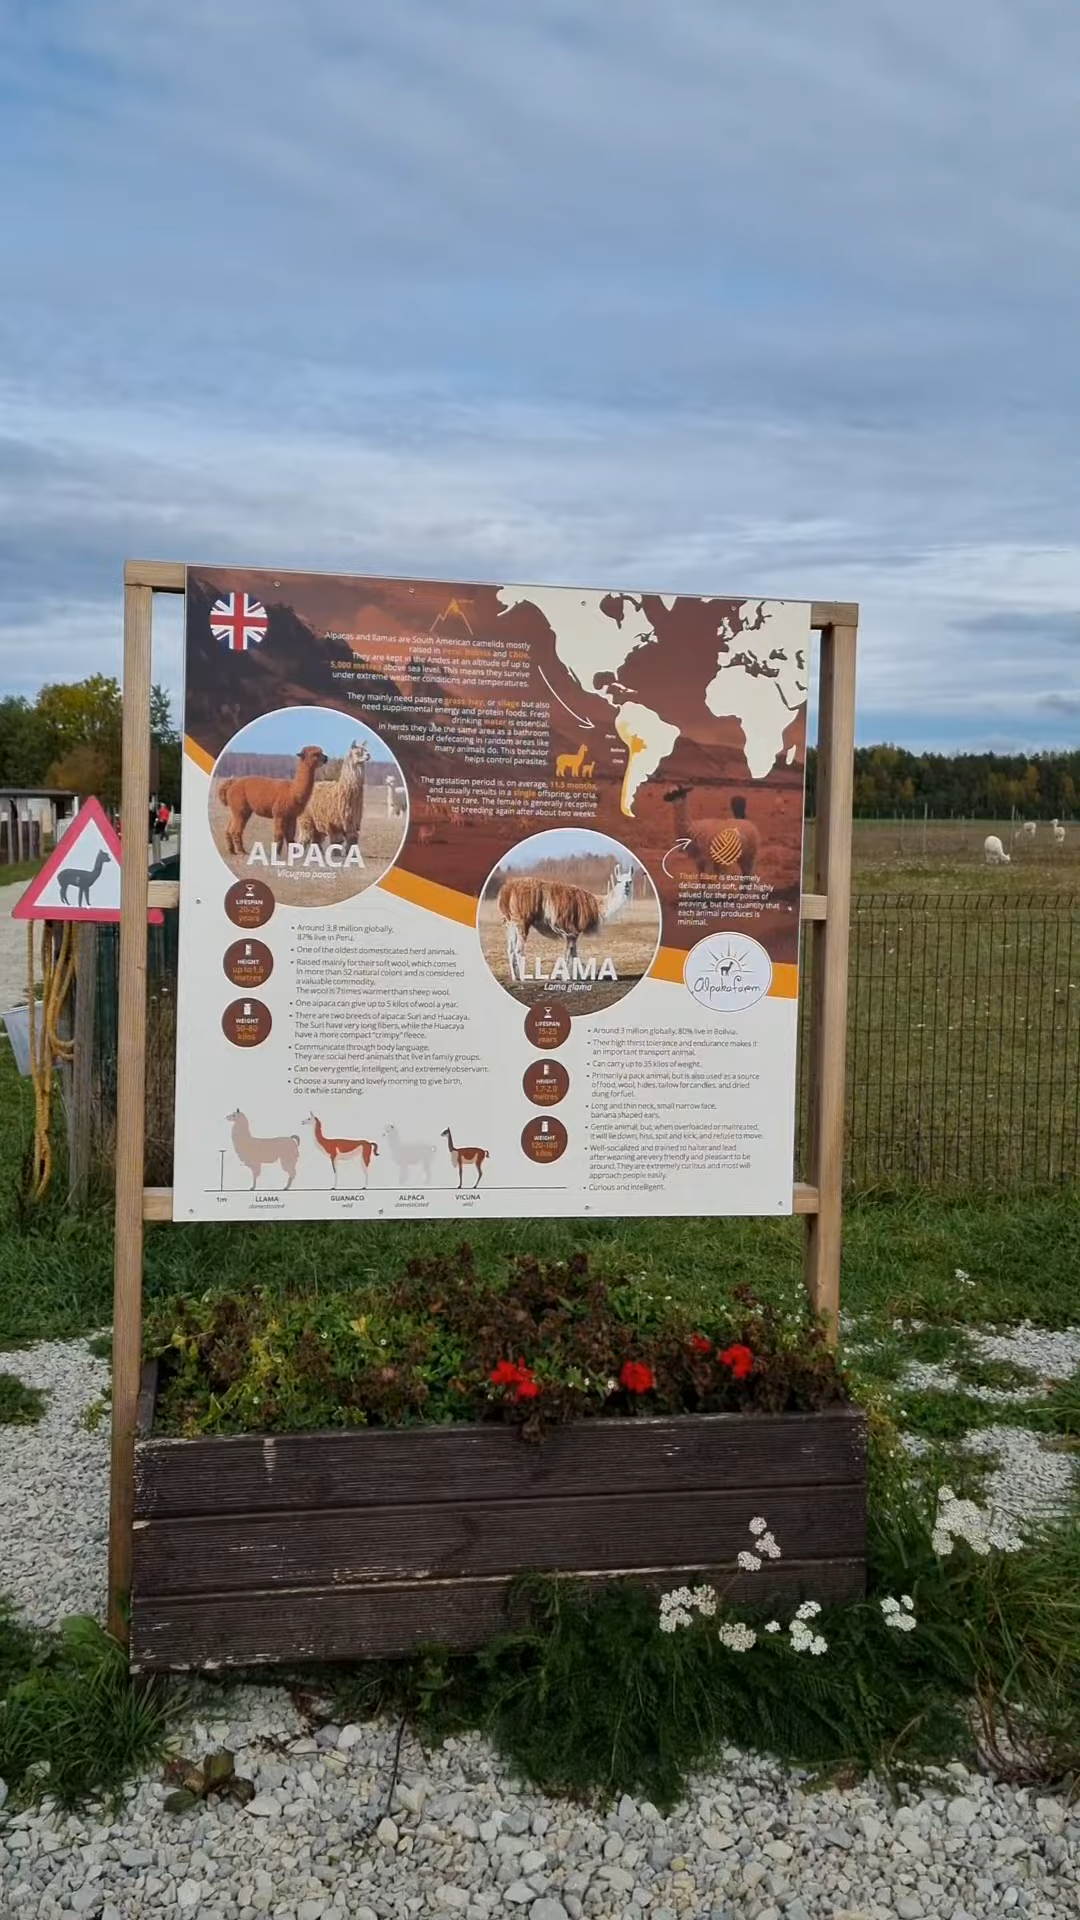 Alpacas and llamas are South American camelids mostly
raised in Peru, Bolivia and Chile.
They are kept in the Andes at an altitude of up to
5,000 metres above sea level. This means they survive
under extreme weather conditions and temperatures.
They mainly need pasture grass, hay, or silage but also
need supplemental energy and protein foods. Fresh
drinking water is essential.
In herds they use the same area as a bathroom
instead of defecating in random areas like
many animals do. This behavior
helps control parasites.
The gestation period is, on average, 11.5 months,
and usually results in a single offspring, or cria.
Twins are rare. The female is generally receptive
to breeding again after about two weeks.
Peru
Bolivia
Chile
Their fiber is extremely
delicate and soft, and highly
valued for the purposes of
weaving, but the quantity that
each animal produces is
minimal.
Alpakafarm
ALPACA
Vicugna pacos
LIFESPAN
20-25
years
HEIGHT
up to 1,6
metres
WEIGHT
50-80
kilos
• Around 3,8 million globally,
87% live in Peru.
• One of the oldest domesticated herd animals.
• Raised mainly for their soft wool, which comes
in more than 52 natural colors and is considered
a valuable commodity.
The wool is 7 times warmer than sheep wool.
• One alpaca can give up to 5 kilos of wool a year.
• There are two breeds of alpaca: Suri and Huacaya.
The Suri have very long fibers, while the Huacaya
have a more compact "crimpy" fleece.
• Communicate through body language.
They are social herd animals that live in family groups.
• Can be very gentle, intelligent, and extremely observant.
• Choose a sunny and lovely morning to give birth,
do it while standing.
LLAMA
Lama glama
LIFESPAN
15-25
years
HEIGHT
1,7-2,0
metres
WEIGHT
120-180
kilos
• Around 3 million globally, 80% live in Bolivia.
• Their high thirst tolerance and endurance makes it
an important transport animal.
• Can carry up to 35 kilos of weight.
• Primarily a pack animal, but is also used as a source
of food, wool, hides, tallow for candles, and dried
dung for fuel.
• Long and thin neck, small narrow face,
banana shaped ears.
• Gentle animal, but, when overloaded or maltreated,
it will lie down, hiss, spit and kick, and refuse to move.
• Well-socialized and trained to halter and lead
after weaning are very friendly and pleasant to be
around. They are extremely curious and most will
approach people easily.
• Curious and intelligent.
1m
LLAMA
domesticated
GUANACO
wild
ALPACA
domesticated
VICUNA
wild